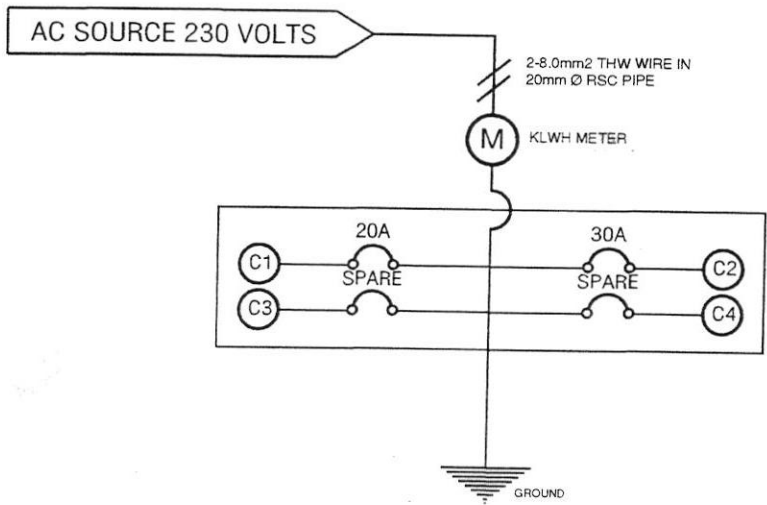 AC SOURCE 230 VOLTS
2-8.0mm2 THW WIRE IN
20mm Ø RSC PIPE
M
KLWH METER
20A
30A
C1
C2
SPARE
SPARE
C3
C4
GROUND